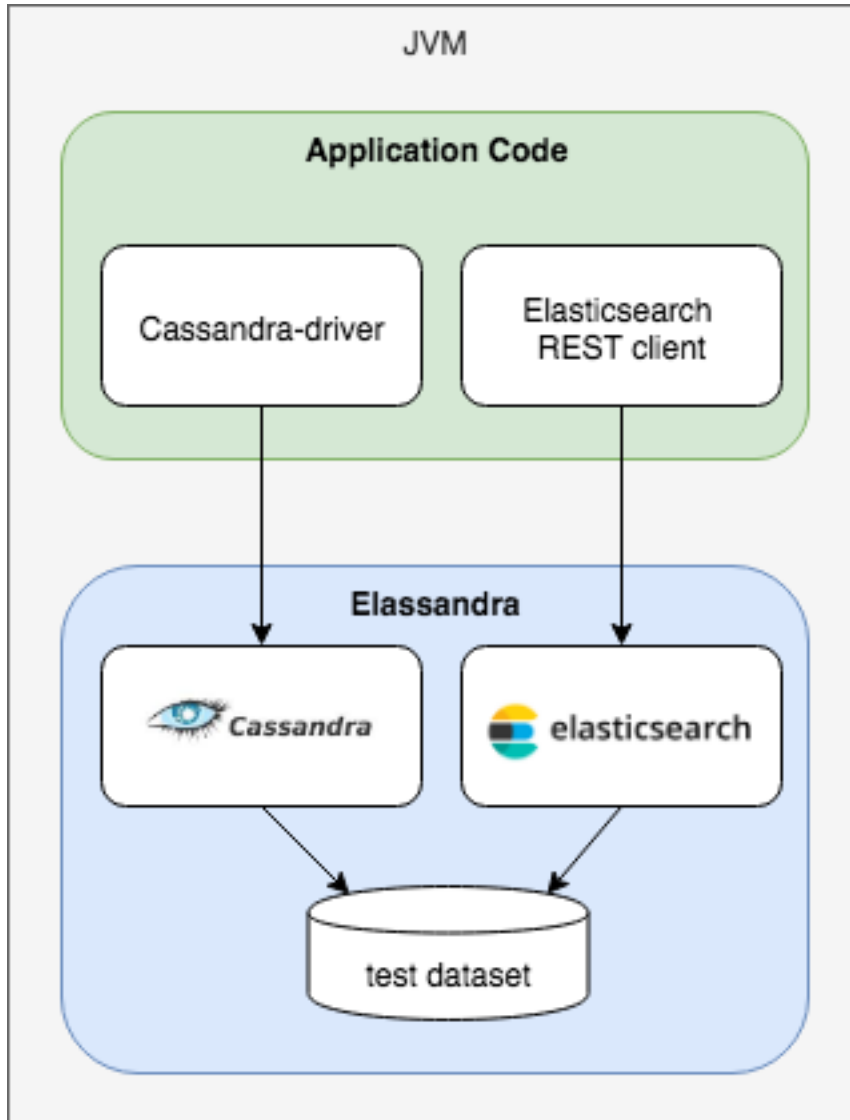 JVM
Application Code
Cassandra-driver
Elasticsearch
REST client
Elassandra
Cassandra
elasticsearch
test dataset